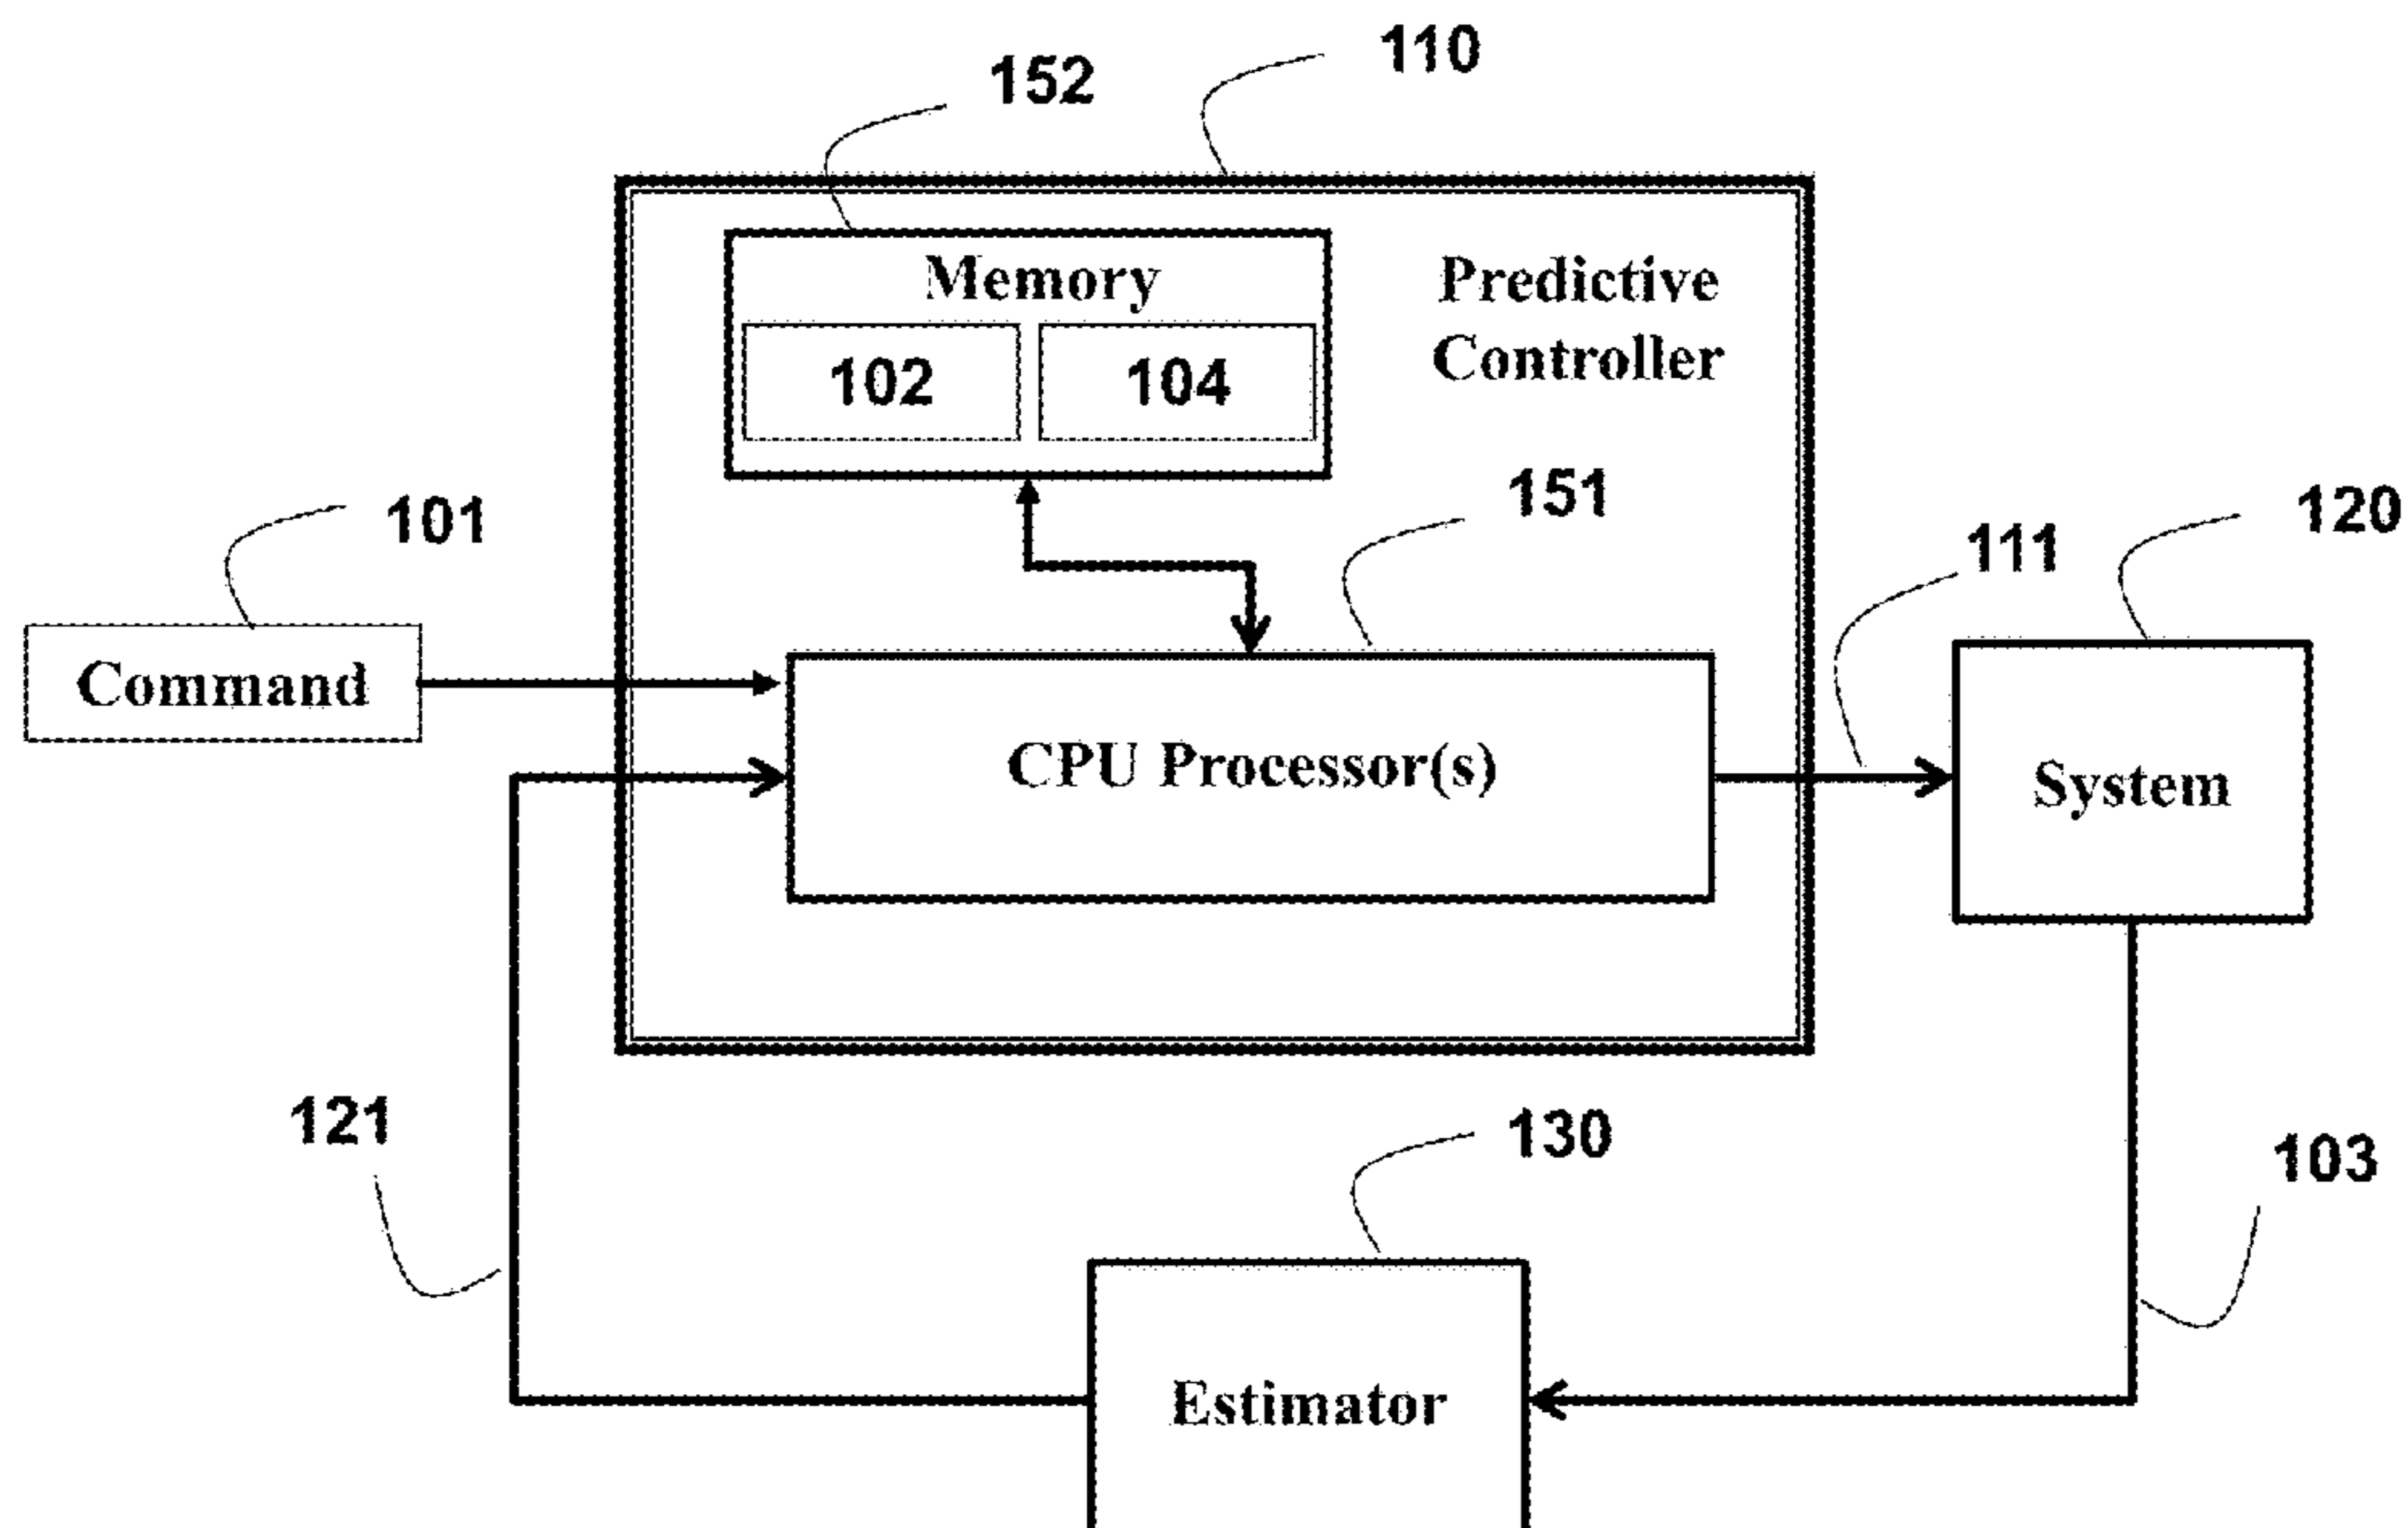 110
152
Memory
Predictive
Controller
102
104
151
101
120
111
Command
CPU Processor(s)
System
121
130
103
Estimator